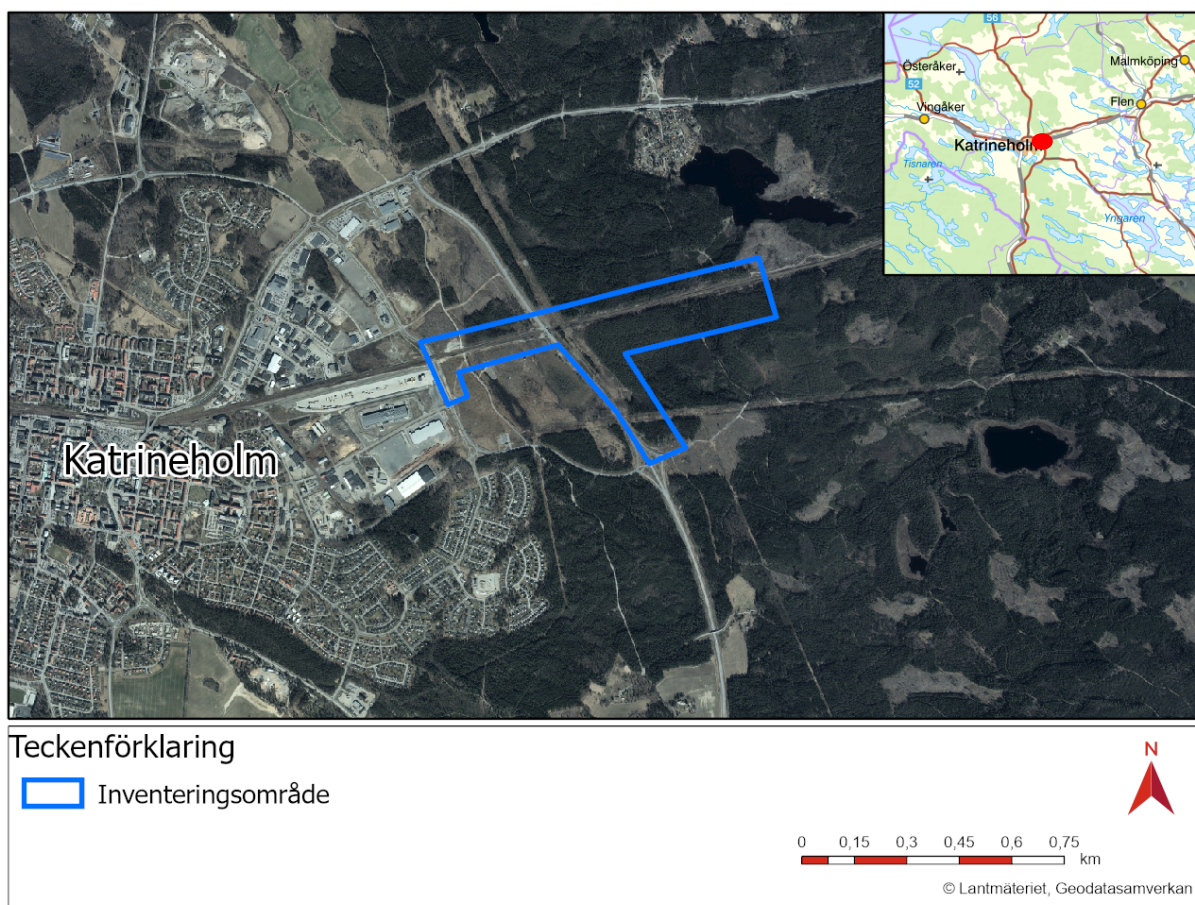 56
Österåker
Malmköping
52
Flen
Vingåker
Katrineholm
Tisnaren
Yngaren
Katrineholm
Teckenförklaring
Inventeringsområde
N
0 0,15 0,3 0,45 0,6 0,75
km
© Lantmäteriet, Geodatasamverkan